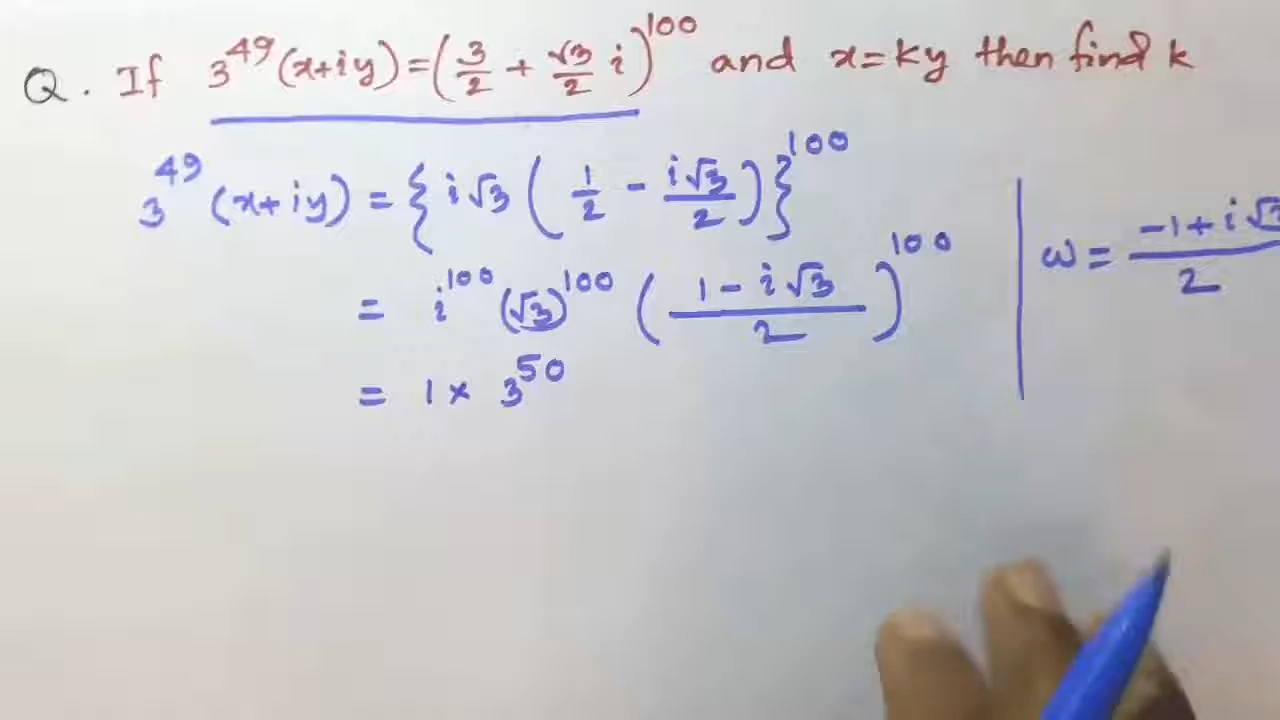 Q. If 3^49 (x+iy) = (3/2 + √3/2 i)^100 and x=ky then find k
3^49 (x+iy) = { i√3 ( 1/2 - i√3/2 ) }^100
= i^100 (√3)^100 ( 1 - i√3 / 2 )^100
= 1 × 3^50
ω = -1 + i√3 / 2